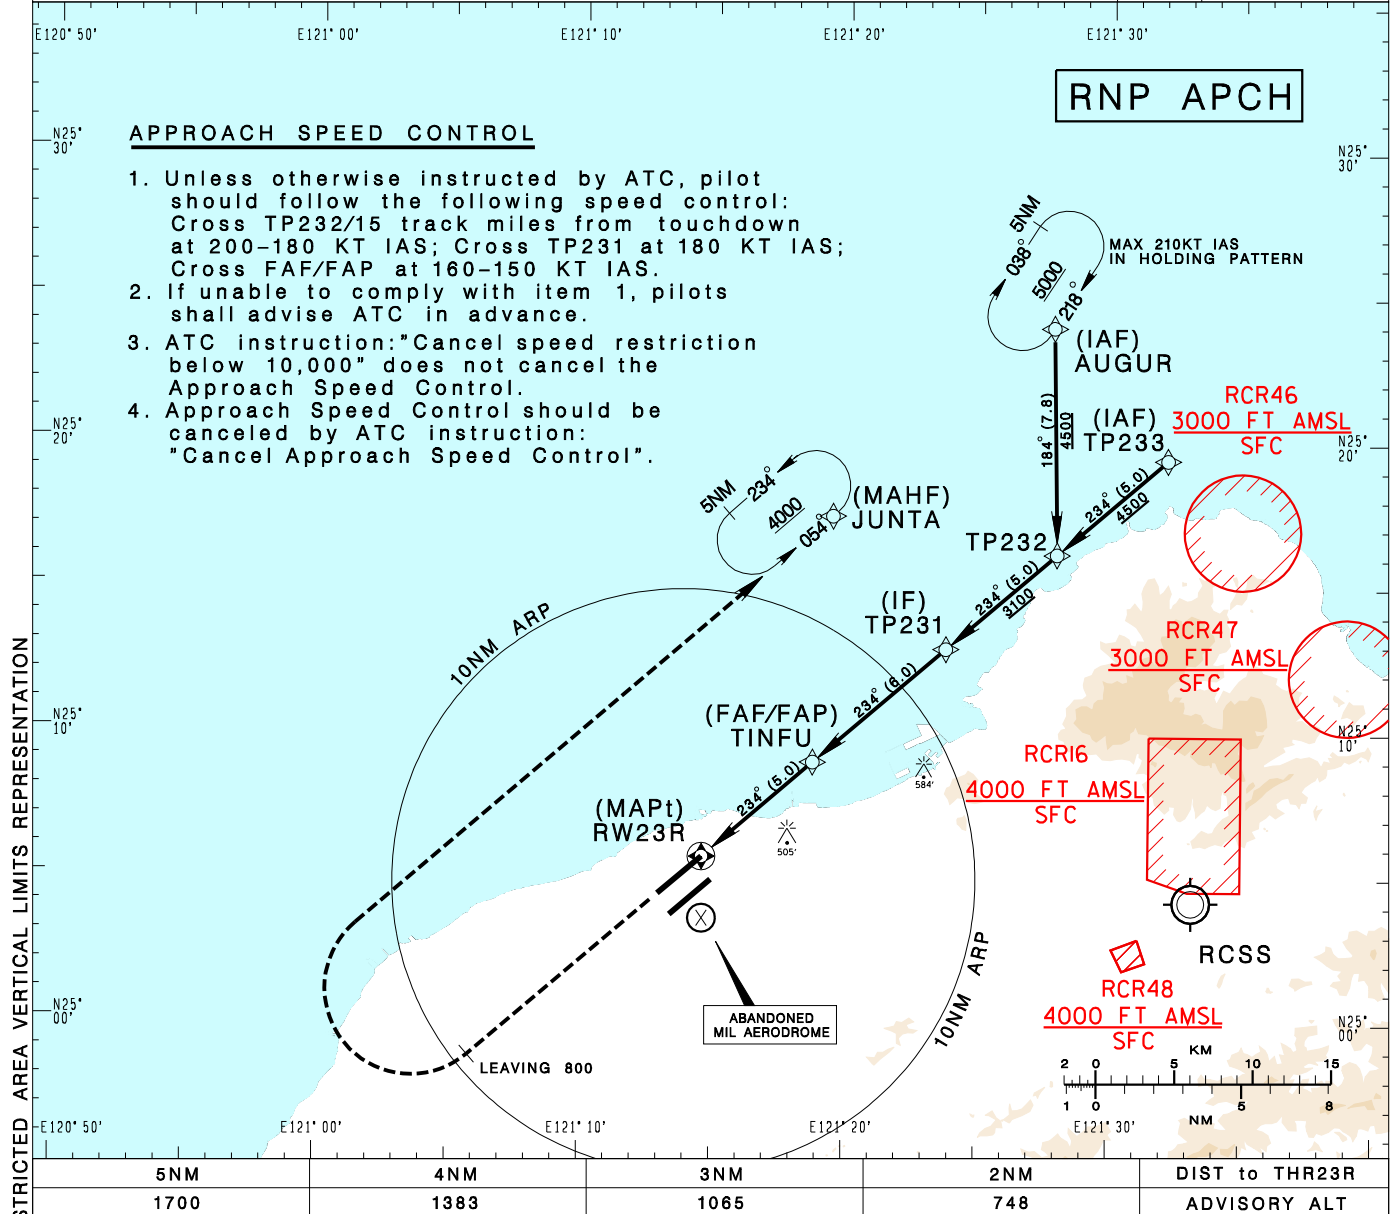 E120°50'
E121°00'
E121°10'
E121°20'
E121°30'
RNP APCH
N25°
30'
N25°
30'
APPROACH SPEED CONTROL
1. Unless otherwise instructed by ATC, pilot
should follow the following speed control:
Cross TP232/15 track miles from touchdown
at 200-180 KT IAS; Cross TP231 at 180 KT IAS;
Cross FAF/FAP at 160-150 KT IAS.
2. If unable to comply with item 1, pilots
shall advise ATC in advance.
3. ATC instruction:"Cancel speed restriction
below 10,000" does not cancel the
Approach Speed Control.
4. Approach Speed Control should be
canceled by ATC instruction:
"Cancel Approach Speed Control".
5NM
038°
5000
218°
MAX 210KT IAS
IN HOLDING PATTERN
(IAF)
AUGUR
184° (7.8)
4500
(IAF)
TP233
RCR46
3000 FT AMSL
SFC
N25°
20'
N25°
20'
234° (5.0)
4500
5NM
234°
4000
054°
(MAHF)
JUNTA
TP232
234° (5.0)
3100
(IF)
TP231
10NM ARP
RCR47
3000 FT AMSL
SFC
234° (6.0)
N25°
10'
N25°
10'
(FAF/FAP)
TINFU
234° (5.0)
584'
RCR16
4000 FT AMSL
SFC
(MAPt)
RW23R
505'
RCSS
10NM ARP
ABANDONED
MIL AERODROME
RCR48
4000 FT AMSL
SFC
N25°
00'
N25°
00'
LEAVING 800
KM
2 0 5 10 15
1 0 5 8
NM
E120°50'
E121°00'
E121°10'
E121°20'
E121°30'
STRICTED AREA VERTICAL LIMITS REPRESENTATION
5NM 4NM 3NM 2NM DIST to THR23R
1700 1383 1065 748 ADVISORY ALT